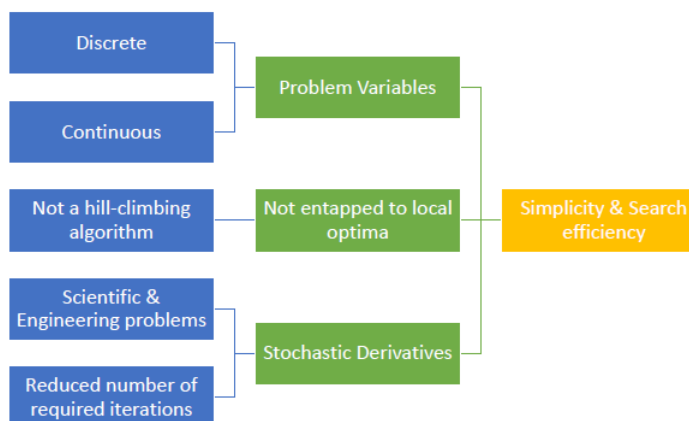 Discrete
Continuous
Problem Variables
Not a hill-climbing
algorithm
Not entapped to local
optima
Simplicity & Search
efficiency
Scientific &
Engineering problems
Stochastic Derivatives
Reduced number of
required iterations